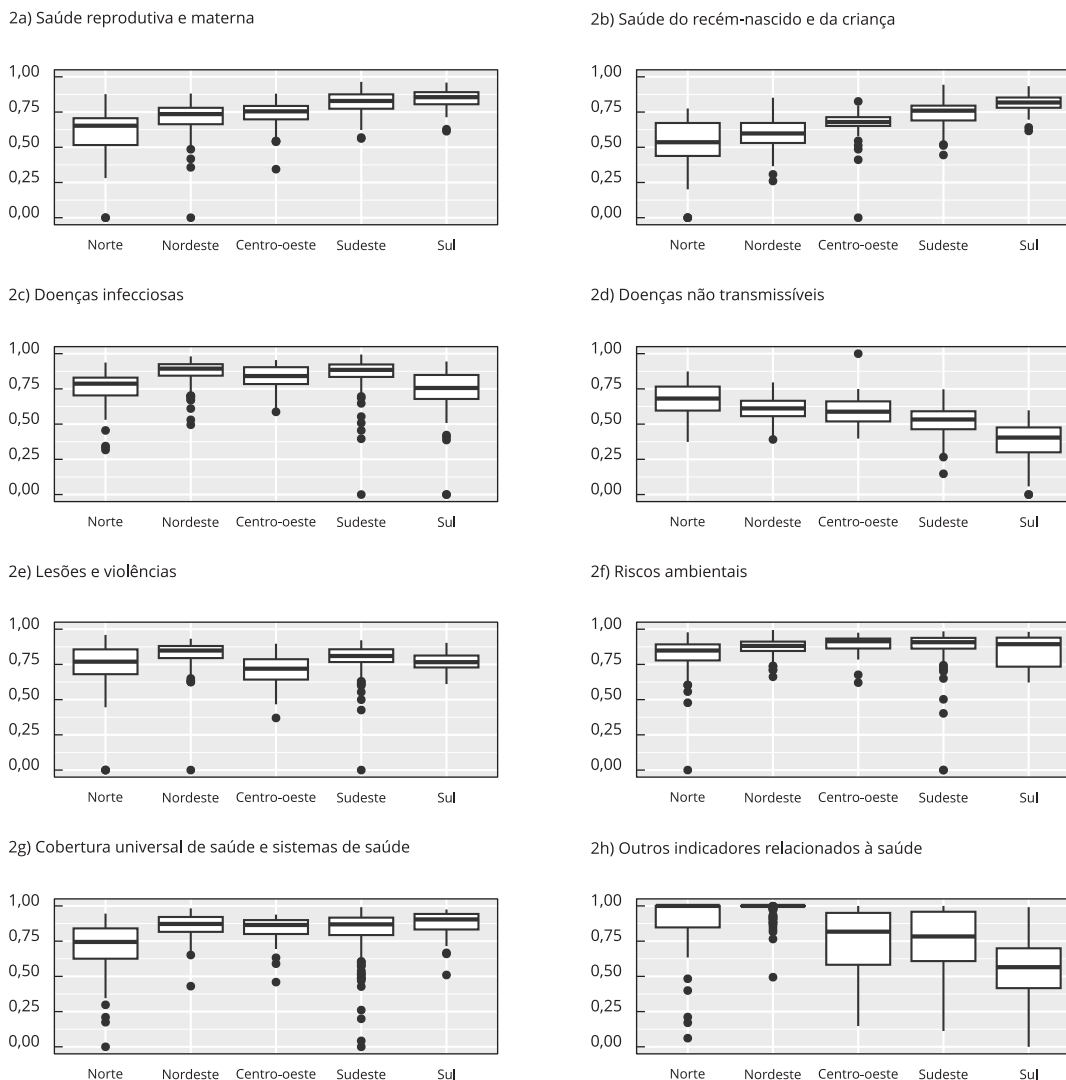 2a) Saúde reprodutiva e materna
1,00
0,75
0,50
0,25
0,00
Norte Nordeste Centro-oeste Sudeste Sul
2b) Saúde do recém-nascido e da criança
1,00
0,75
0,50
0,25
0,00
Norte Nordeste Centro-oeste Sudeste Sul
2c) Doenças infecciosas
1,00
0,75
0,50
0,25
0,00
Norte Nordeste Centro-oeste Sudeste Sul
2d) Doenças não transmissíveis
1,00
0,75
0,50
0,25
0,00
Norte Nordeste Centro-oeste Sudeste Sul
2e) Lesões e violências
1,00
0,75
0,50
0,25
0,00
Norte Nordeste Centro-oeste Sudeste Sul
2f) Riscos ambientais
1,00
0,75
0,50
0,25
0,00
Norte Nordeste Centro-oeste Sudeste Sul
2g) Cobertura universal de saúde e sistemas de saúde
1,00
0,75
0,50
0,25
0,00
Norte Nordeste Centro-oeste Sudeste Sul
2h) Outros indicadores relacionados à saúde
1,00
0,75
0,50
0,25
0,00
Norte Nordeste Centro-oeste Sudeste Sul